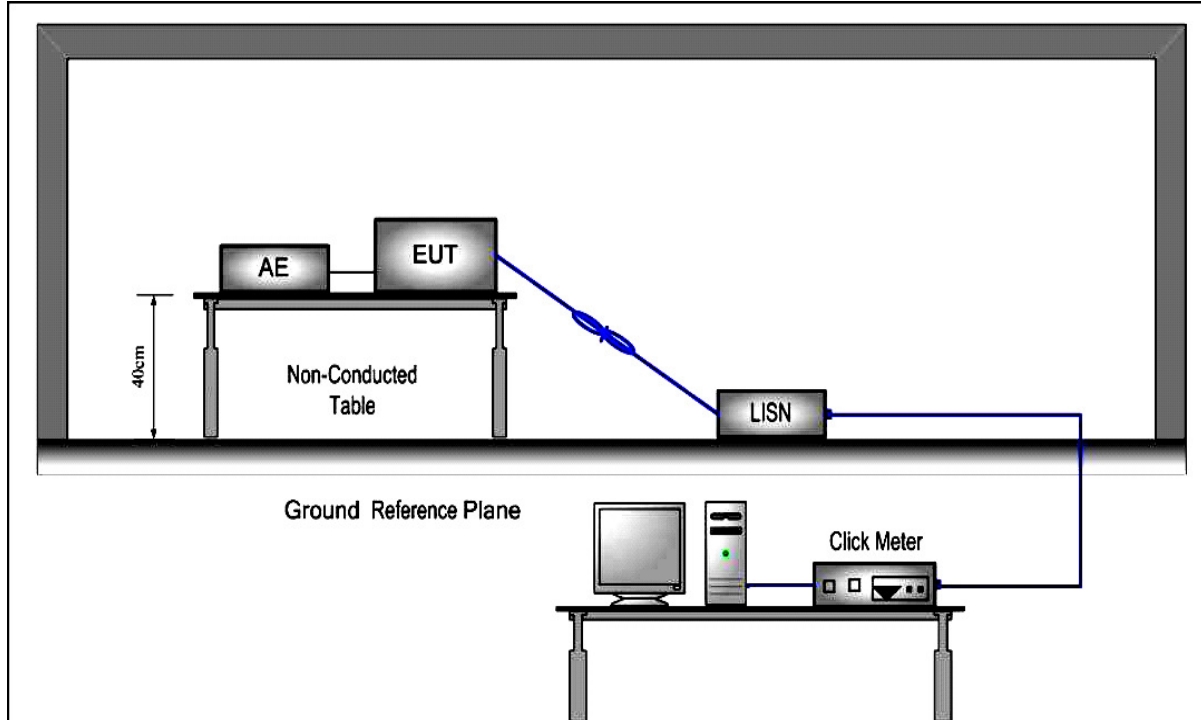 AE
EUT
40cm
Non-Conducted
Table
LISN
Ground Reference Plane
Click Meter